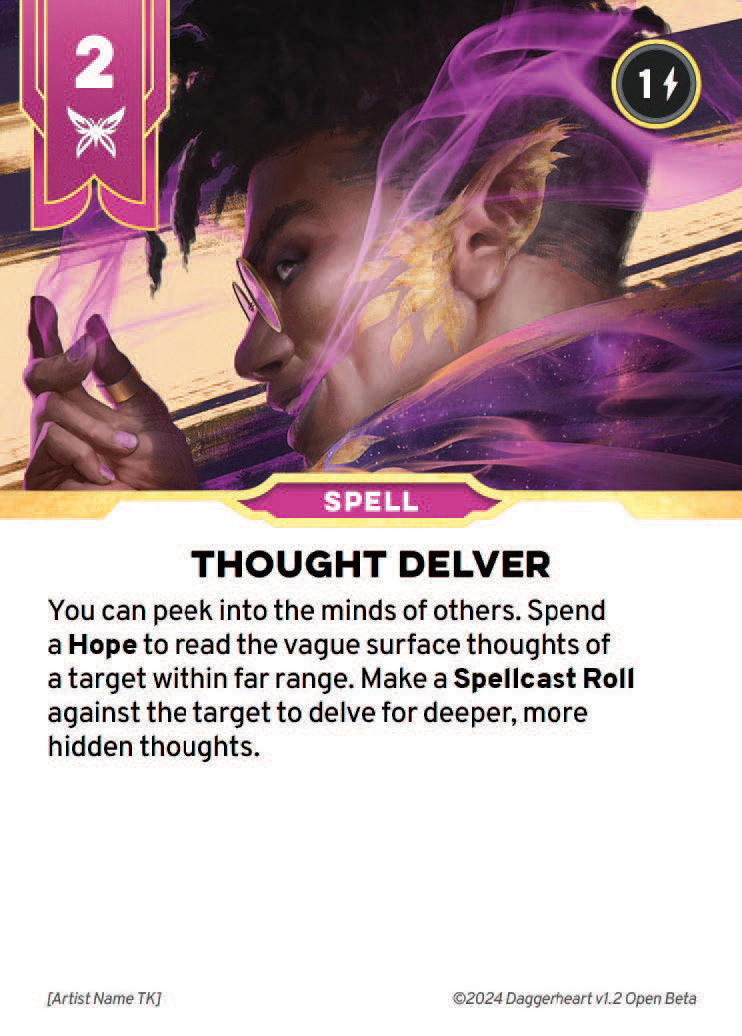 2
1
SPELL
THOUGHT DELVER
You can peek into the minds of others. Spend
a Hope to read the vague surface thoughts of
a target within far range. Make a Spellcast Roll
against the target to delve for deeper, more
hidden thoughts.
[Artist Name TK]
©2024 Daggerheart v1.2 Open Beta